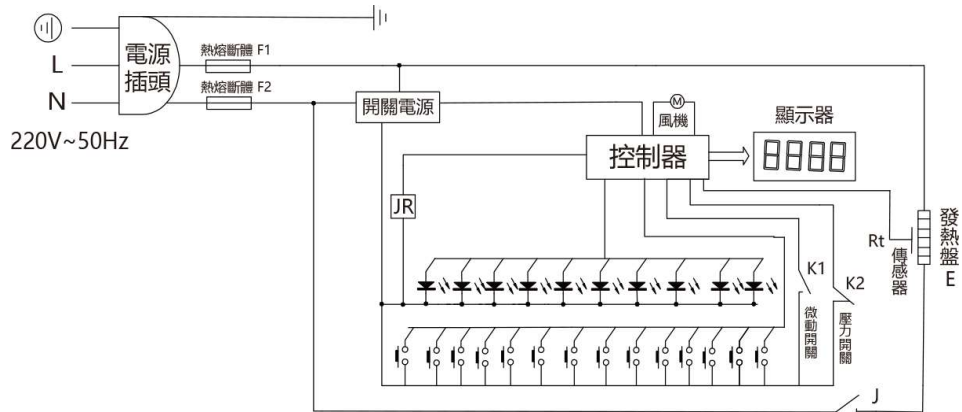 電源
插頭
L
N
220V~50Hz
熱熔斷體 F1
熱熔斷體 F2
開關電源
M
風機
控制器
顯示器
8888
JR
Rt
傳感器
發熱盤
E
K1
微動開關
K2
壓力開關
J